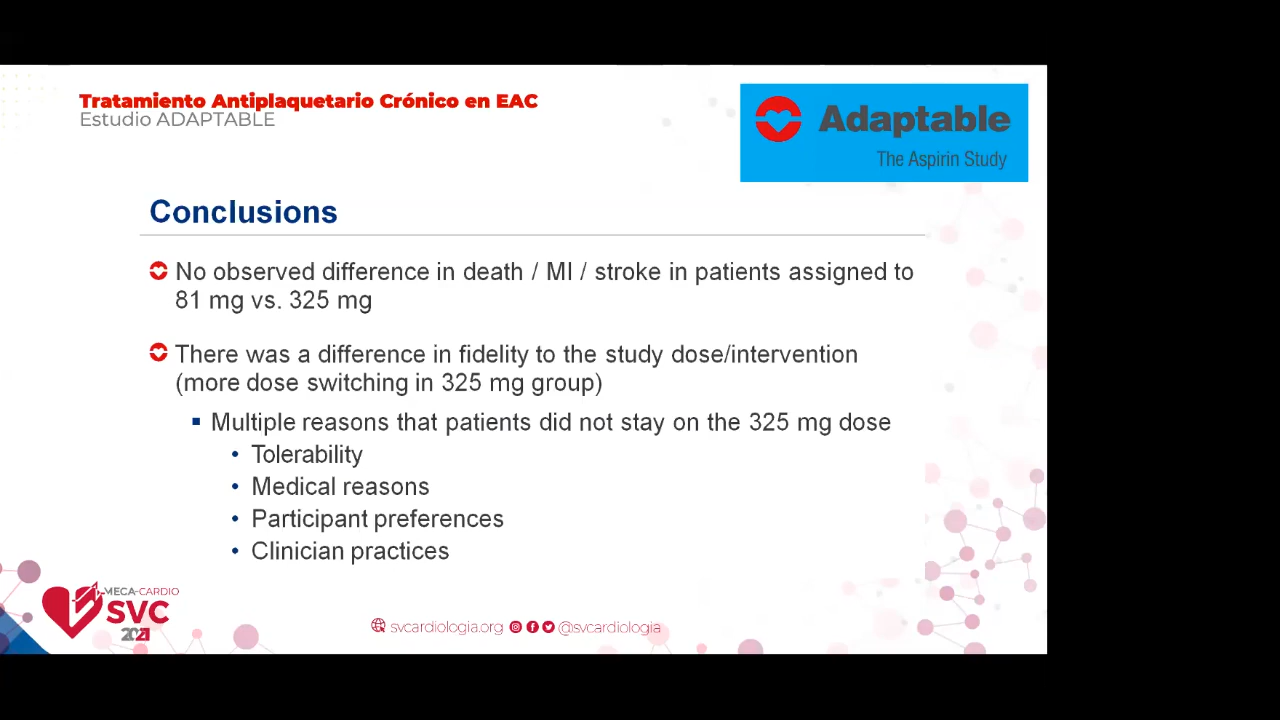 Tratamiento Antiplaquetario Crónico en EAC
Estudio ADAPTABLE
Adaptable
The Aspirin Study
Conclusions
No observed difference in death / MI / stroke in patients assigned to
81 mg vs. 325 mg
There was a difference in fidelity to the study dose/intervention
(more dose switching in 325 mg group)
▪ Multiple reasons that patients did not stay on the 325 mg dose
• Tolerability
• Medical reasons
• Participant preferences
• Clinician practices
MECA-CARDIO
SVC
2021
svcardiologia.org @svcardiologia